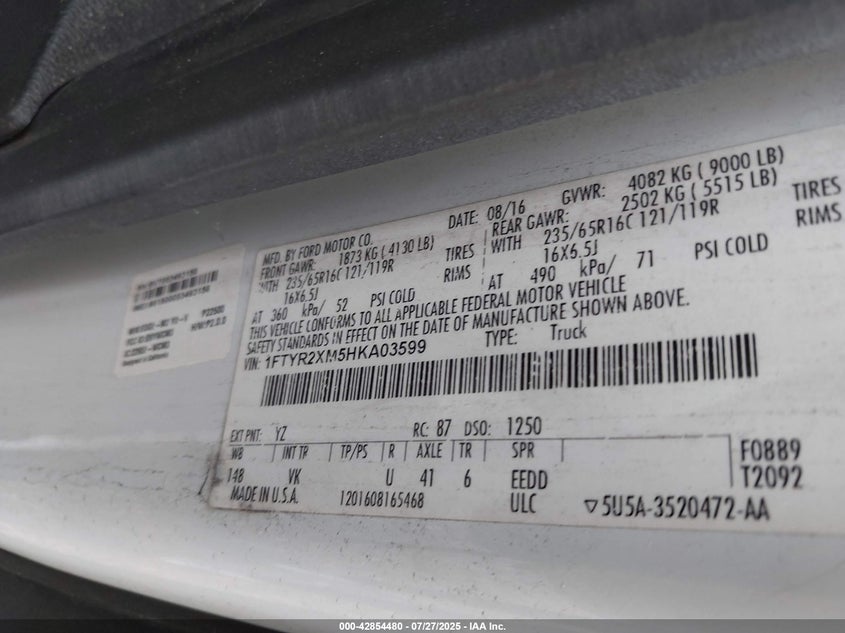 MFD. BY FORD MOTOR CO. DATE: 08/16 GVWR: 4082 KG ( 9000 LB)
FRONT GAWR: 1873 KG ( 4130 LB) REAR GAWR: 2502 KG ( 5515 LB)
WITH 235/65R16C 121/119R TIRES WITH 235/65R16C 121/119R TIRES
16X6.5J RIMS 16X6.5J RIMS
AT 360 kPa/ 52 PSI COLD AT 490 kPa/ 71 PSI COLD
THIS VEHICLE CONFORMS TO ALL APPLICABLE FEDERAL MOTOR VEHICLE
SAFETY STANDARDS IN EFFECT ON THE DATE OF MANUFACTURE SHOWN ABOVE.
VIN: 1FTYR2XM5HKA03599 TYPE: Truck
EXT PNT: YZ RC: 87 DSO: 1250
WB INT TR TP/PS R AXLE TR SPR F0889
148 VK U 41 6 EEDD T2092
MADE IN U.S.A. 1201608165468 ULC 5U5A-3520472-AA
000-42854480 - 07/27/2025 - IAA Inc.